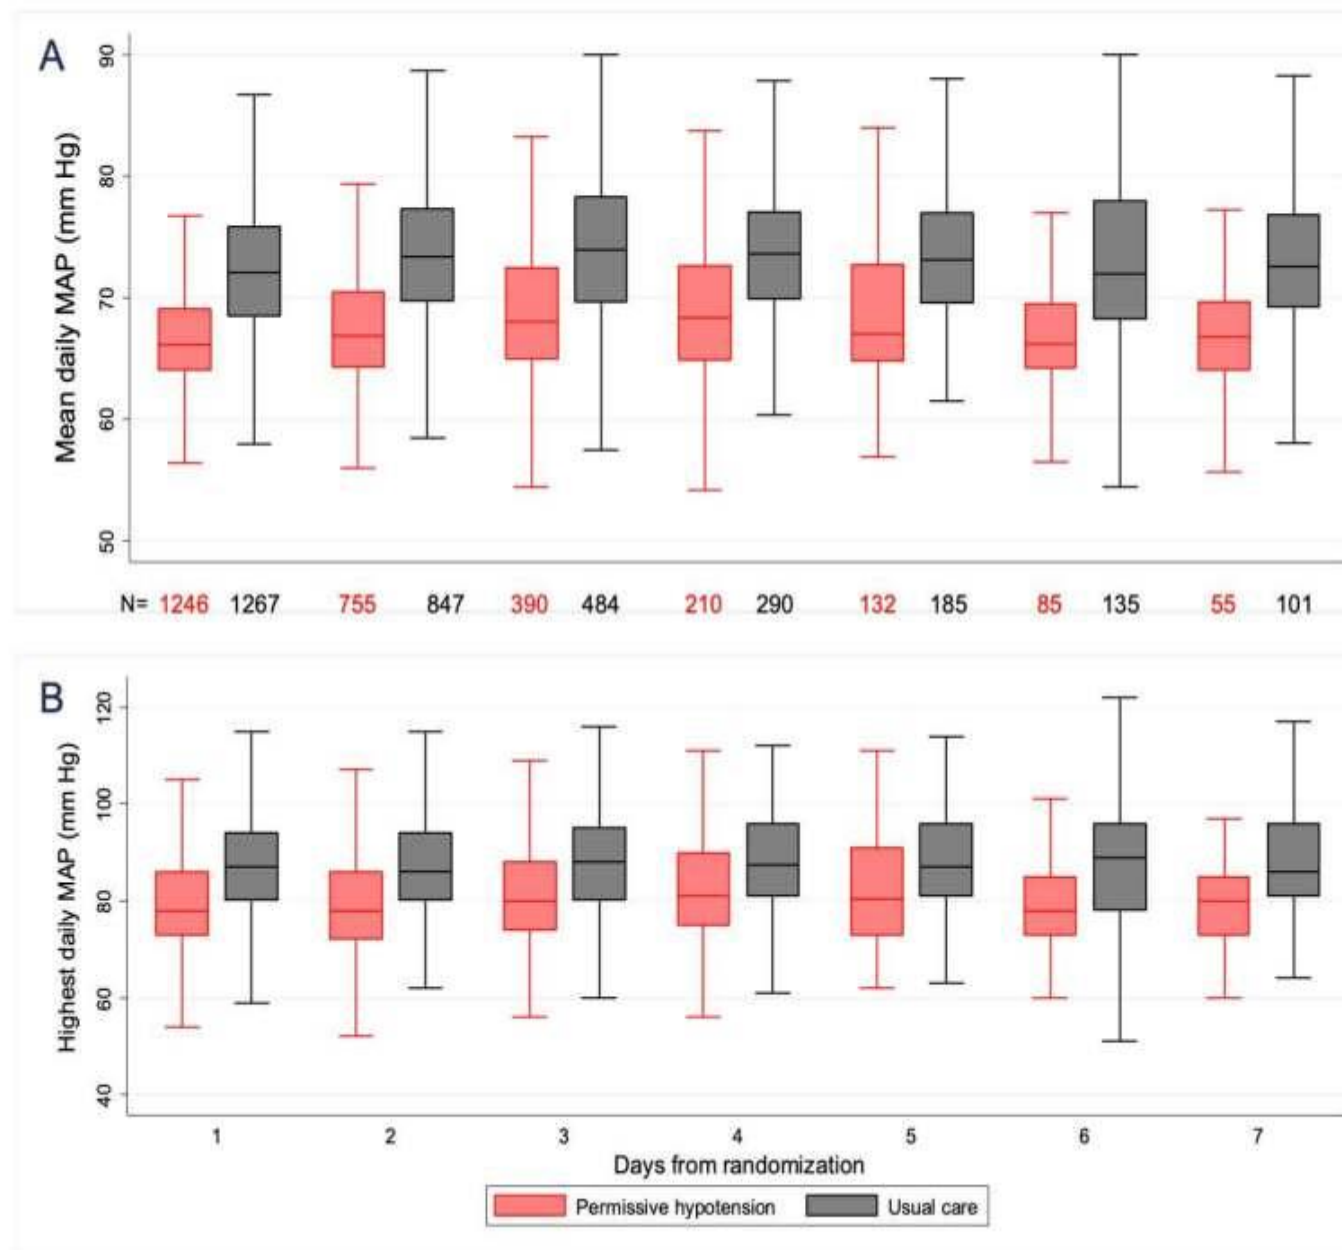 A
Mean daily MAP (mm Hg)
90
80
70
60
50
N= 1246 1267 755 847 390 484 210 290 132 185 85 135 55 101
B
Highest daily MAP (mm Hg)
120
100
80
60
40
1 2 3 4 5 6 7
Days from randomization
Permissive hypotension Usual care